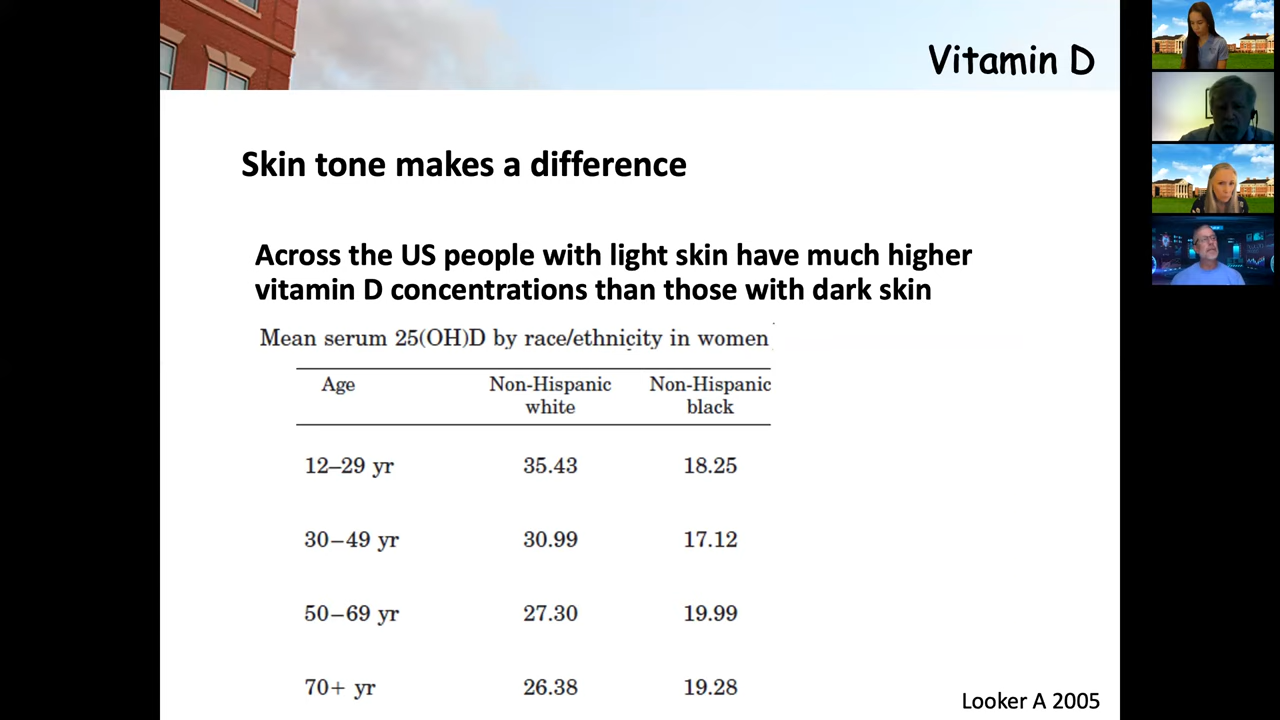 Vitamin D
Skin tone makes a difference
Across the US people with light skin have much higher
vitamin D concentrations than those with dark skin
Mean serum 25(OH)D by race/ethnicity in women
Age Non-Hispanic white Non-Hispanic black
12–29 yr 35.43 18.25
30–49 yr 30.99 17.12
50–69 yr 27.30 19.99
70+ yr 26.38 19.28
Looker A 2005